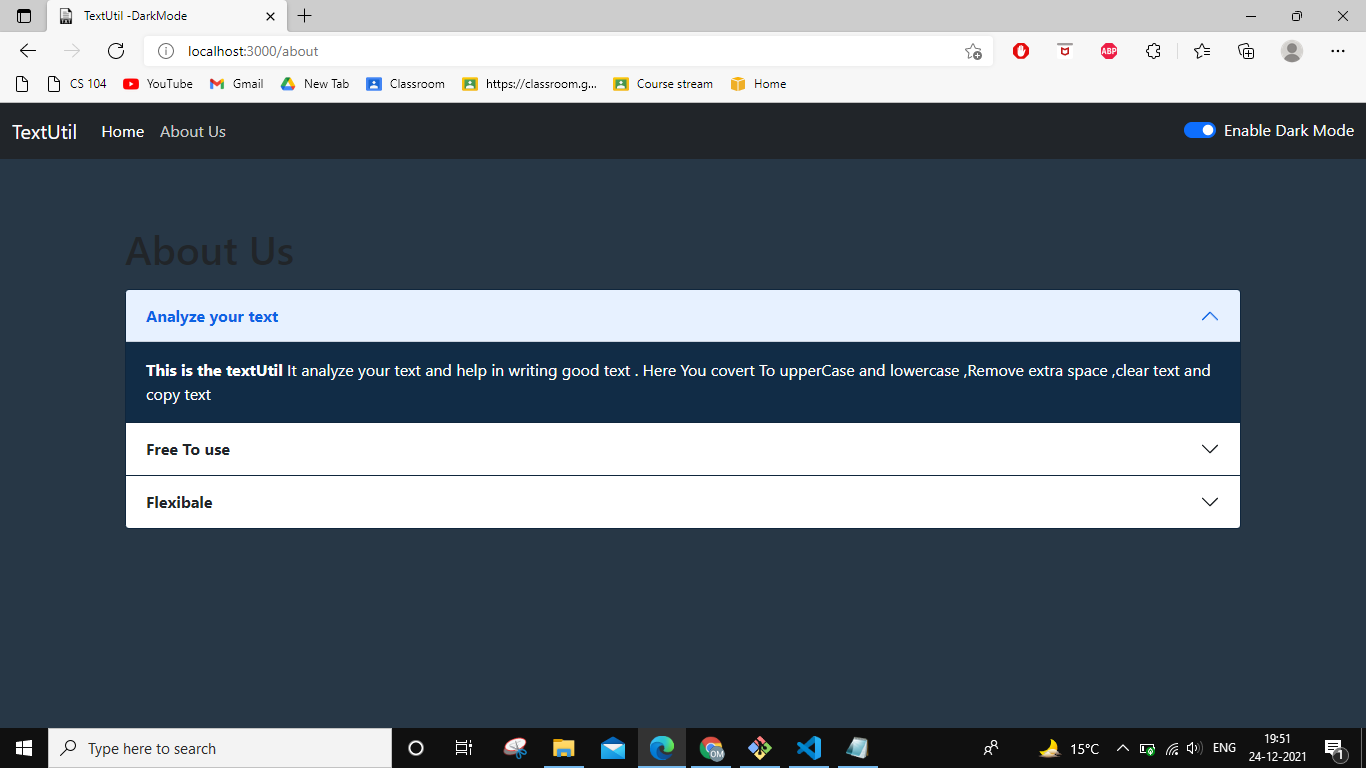 TextUtil -DarkMode
localhost:3000/about
CS 104 YouTube Gmail New Tab Classroom https://classroom.g... Course stream Home
ABP
TextUtil Home About Us Enable Dark Mode
About Us
Analyze your text
This is the textUtil It analyze your text and help in writing good text . Here You covert To upperCase and lowercase ,Remove extra space ,clear text and
copy text
Free To use
Flexibale
Type here to search OM 15°C ENG 19:51
24-12-2021 1